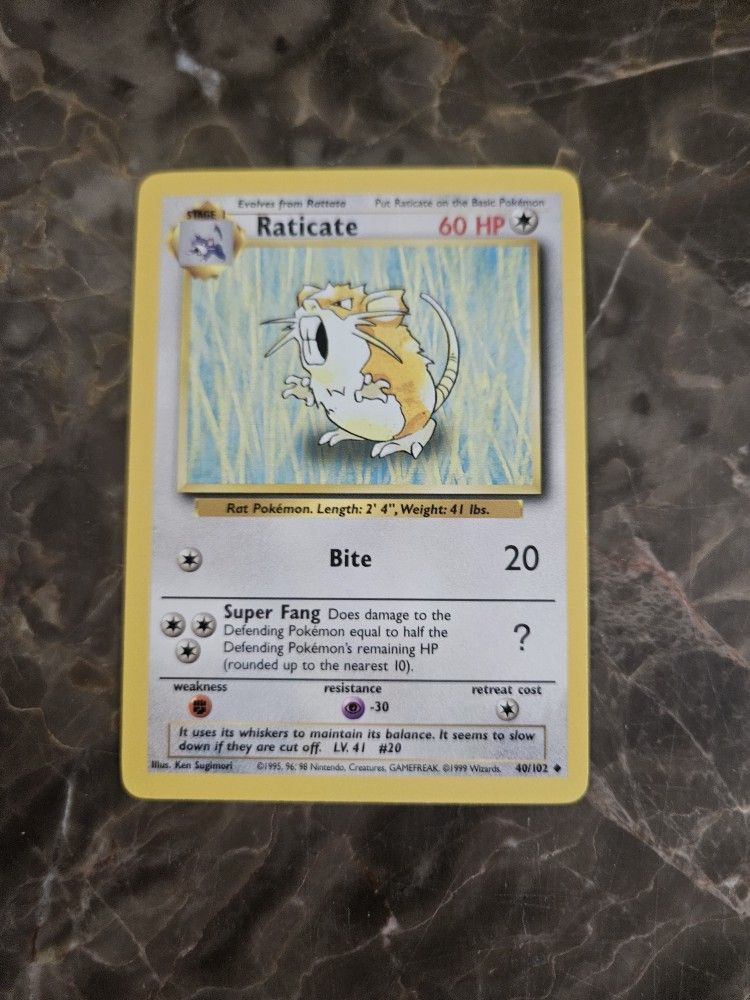 Evolves from Rattata Put Raticate on the Basic Pokémon
STAGE 1
Raticate 60 HP
Rat Pokémon. Length: 2' 4", Weight: 41 lbs.
Bite 20
Super Fang Does damage to the
Defending Pokémon equal to half the
Defending Pokémon's remaining HP
(rounded up to the nearest 10).
?
weakness resistance retreat cost
-30
It uses its whiskers to maintain its balance. It seems to slow
down if they are cut off. LV. 41 #20
Illus. Ken Sugimori ©1995, 96, 98 Nintendo, Creatures, GAMEFREAK. ©1999 Wizards. 40/102